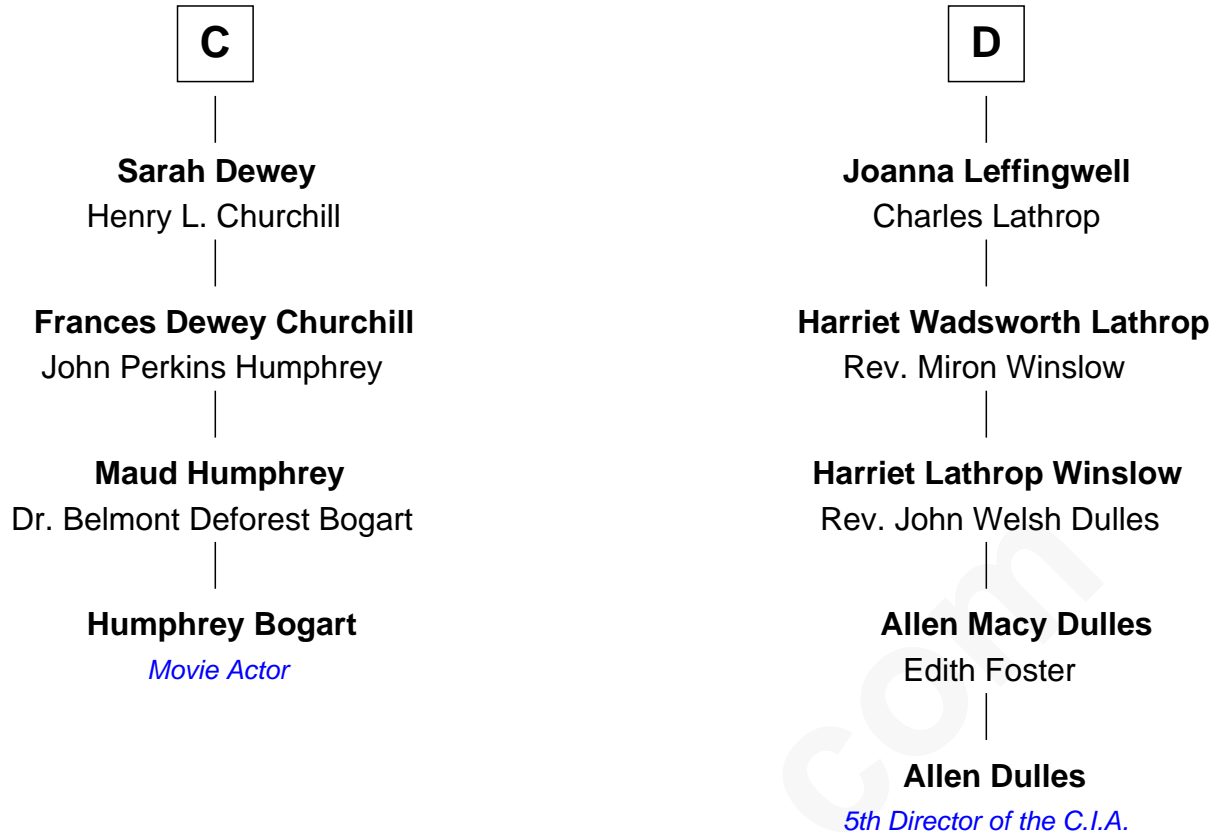 C
Sarah Dewey
Henry L. Churchill
Frances Dewey Churchill
John Perkins Humphrey
Maud Humphrey
Dr. Belmont Deforest Bogart
Humphrey Bogart
Movie Actor
D
Joanna Leffingwell
Charles Lathrop
Harriet Wadsworth Lathrop
Rev. Miron Winslow
Harriet Lathrop Winslow
Rev. John Welsh Dulles
Allen Macy Dulles
Edith Foster
Allen Dulles
5th Director of the C.I.A.
com